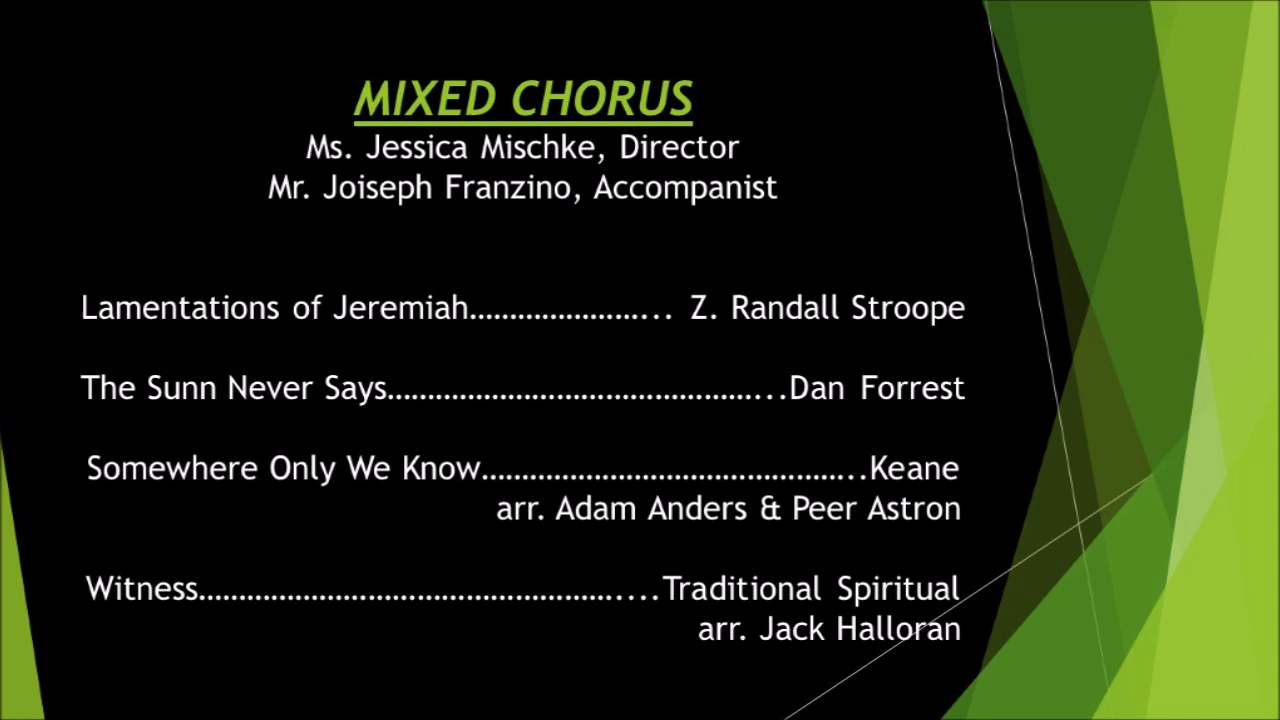 MIXED CHORUS
Ms. Jessica Mischke, Director
Mr. Joiseph Franzino, Accompanist
Lamentations of Jeremiah…………………... Z. Randall Stroope
The Sunn Never Says………………………………………...Dan Forrest
Somewhere Only We Know………………………………………..Keane
arr. Adam Anders & Peer Astron
Witness……………………………………………....Traditional Spiritual
arr. Jack Halloran